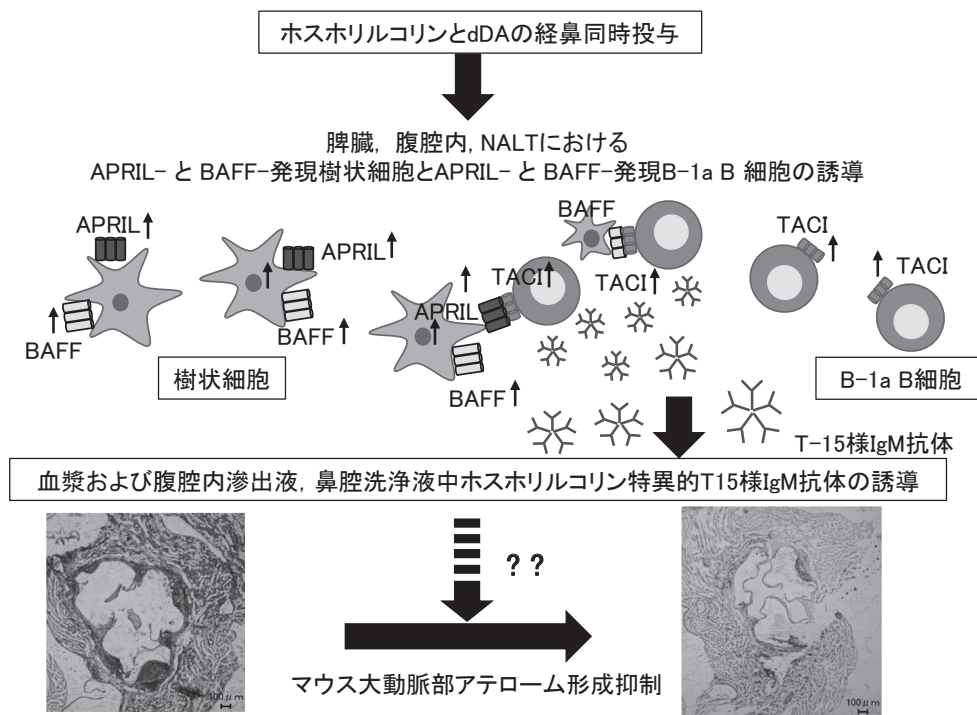 ホスホリルコリンとdDAの経鼻同時投与
脾臓, 腹腔内, NALTにおける
APRIL- と BAFF-発現樹状細胞とAPRIL- と BAFF-発現B-1a B 細胞の誘導
APRIL
BAFF
APRIL
BAFF
樹状細胞
APRIL
BAFF
TACI
BAFF
TACI
TACI
TACI
B-1a B細胞
T-15様IgM抗体
血漿および腹腔内滲出液, 鼻腔洗浄液中ホスホリルコリン特異的T15様IgM抗体の誘導
? ?
マウス大動脈部アテローム形成抑制
100μm
100μm